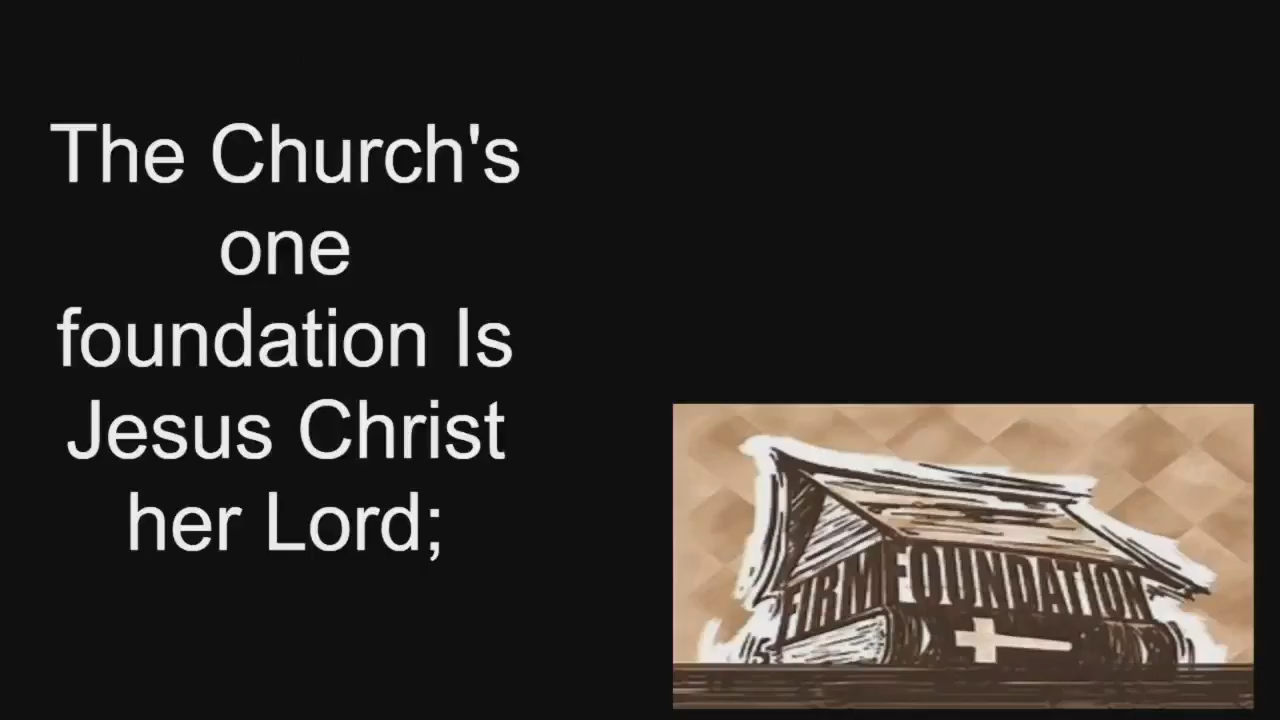 The Church's
one
foundation Is
Jesus Christ
her Lord;
FIRM FOUNDATION